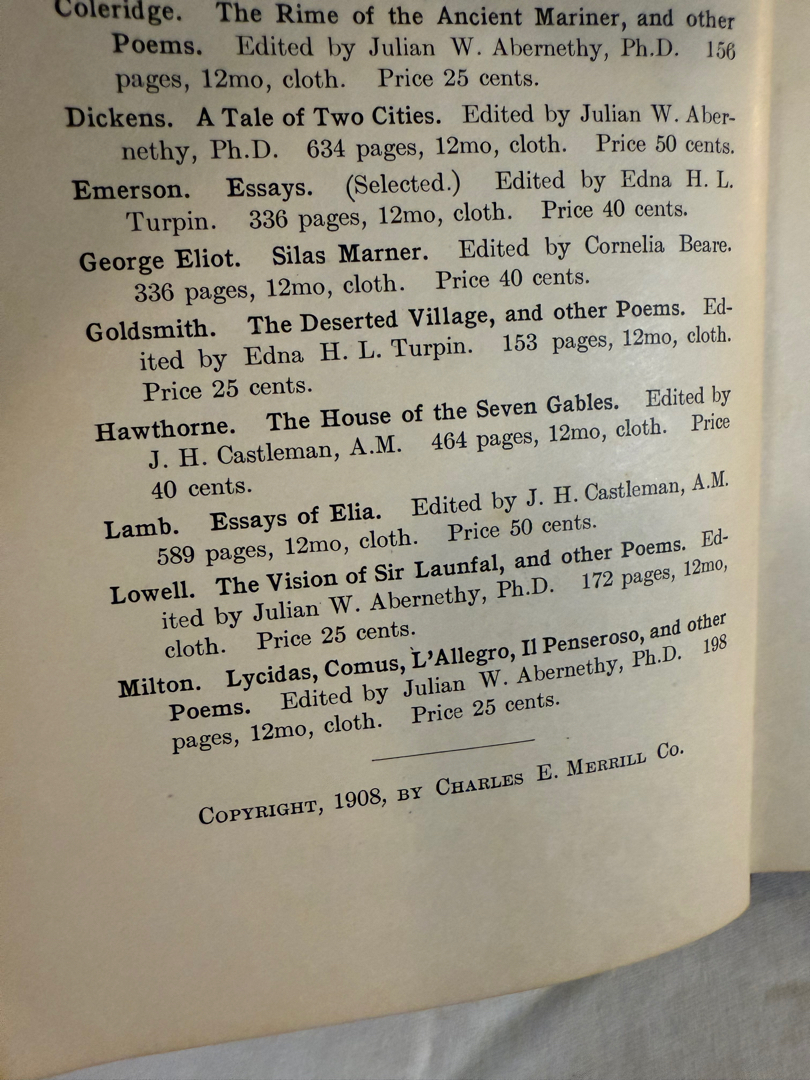 Coleridge. The Rime of the Ancient Mariner, and other
Poems. Edited by Julian W. Abernethy, Ph.D. 156
pages, 12mo, cloth. Price 25 cents.
Dickens. A Tale of Two Cities. Edited by Julian W. Aber-
nethy, Ph.D. 634 pages, 12mo, cloth. Price 50 cents.
Emerson. Essays. (Selected.) Edited by Edna H. L.
Turpin. 336 pages, 12mo, cloth. Price 40 cents.
George Eliot. Silas Marner. Edited by Cornelia Beare.
336 pages, 12mo, cloth. Price 40 cents.
Goldsmith. The Deserted Village, and other Poems. Ed-
ited by Edna H. L. Turpin. 153 pages, 12mo, cloth.
Price 25 cents.
Hawthorne. The House of the Seven Gables. Edited by
J. H. Castleman, A.M. 464 pages, 12mo, cloth. Price
40 cents.
Lamb. Essays of Elia. Edited by J. H. Castleman, A.M.
589 pages, 12mo, cloth. Price 50 cents.
Lowell. The Vision of Sir Launfal, and other Poems. Ed-
ited by Julian W. Abernethy, Ph.D. 172 pages, 12mo,
cloth. Price 25 cents.
Milton. Lycidas, Comus, L'Allegro, Il Penseroso, and other
Poems. Edited by Julian W. Abernethy, Ph.D. 198
pages, 12mo, cloth. Price 25 cents.
Copyright, 1908, by Charles E. Merrill Co.